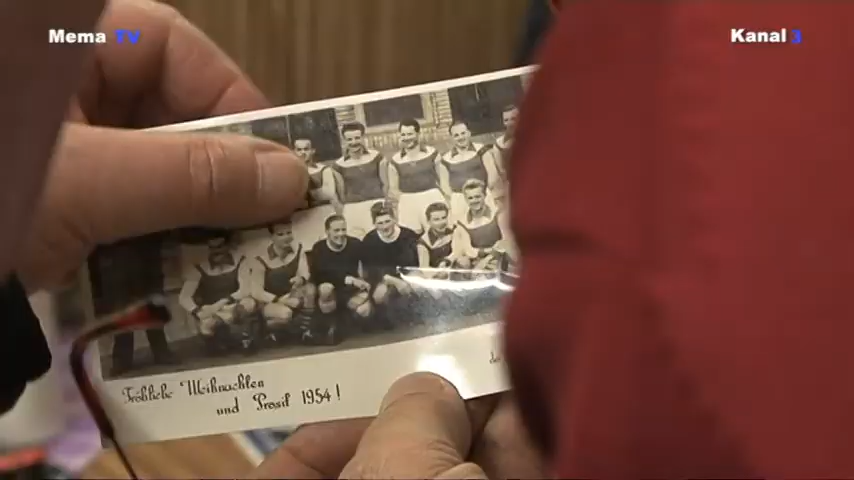 Mema TV
Kanal 3
Fröhliche Weihnachten
und Prosit 1954!